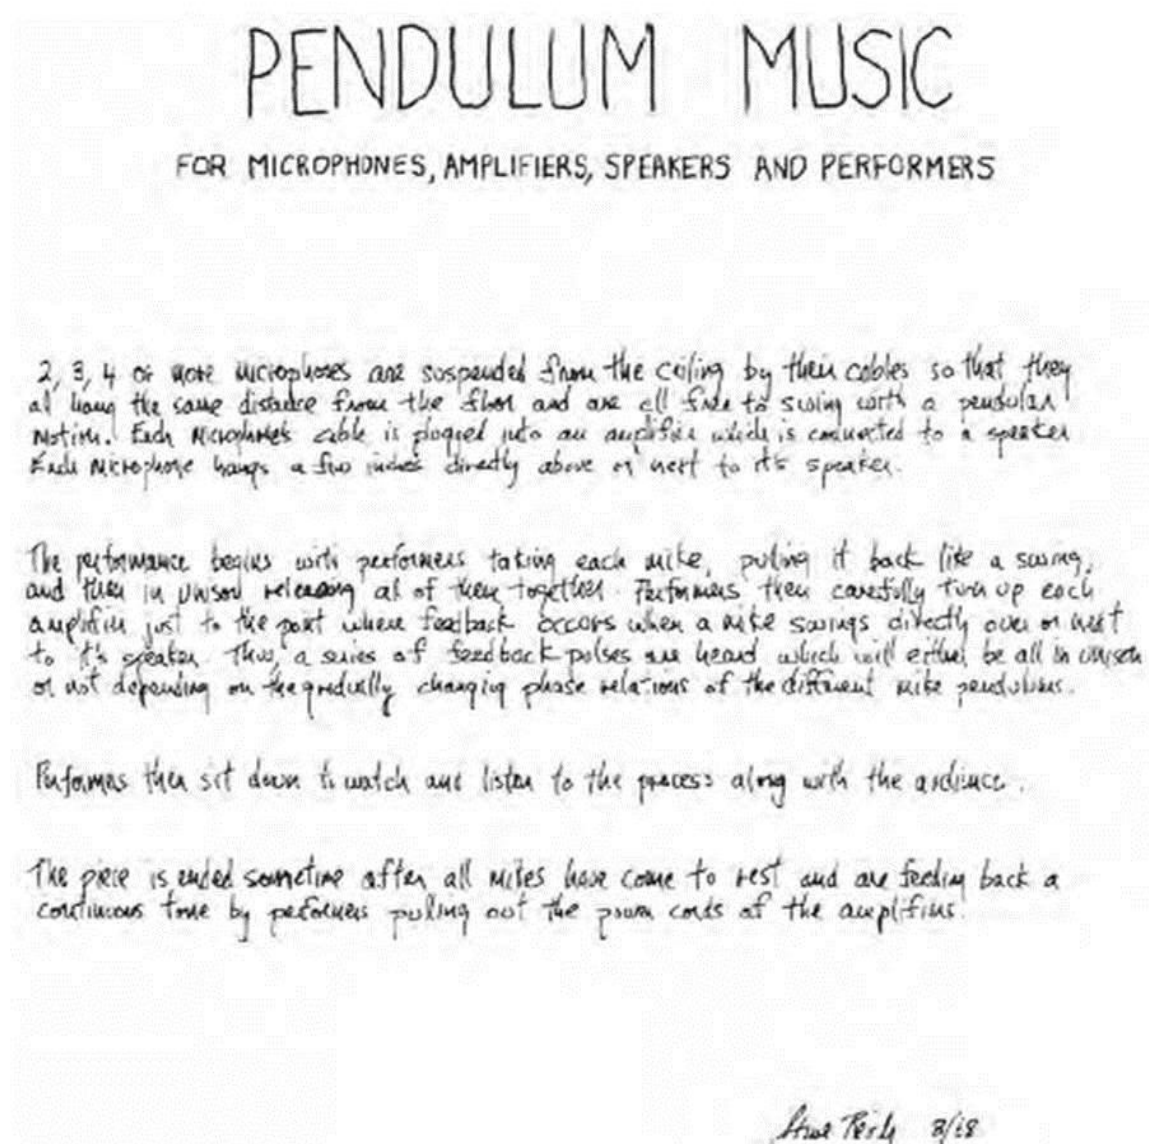 PENDULUM MUSIC
FOR MICROPHONES, AMPLIFIERS, SPEAKERS AND PERFORMERS
2, 3, 4 or more microphones are suspended from the ceiling by their cables so that they
all hang the same distance from the floor and are all free to swing with a pendular
motion. Each microphone's cable is plugged into an amplifier which is connected to a speaker
Each microphone hangs a few inches directly above or next to it's speaker.
The performance begins with performers taking each mike, pulling it back like a swing,
and then in unison releasing all of them together. Performers then carefully turn up each
amplifier just to the point where feedback occurs when a mike swings directly over or next
to it's speaker. Thus, a series of feedback pulses are heard which will either be all in unison
or not depending on the gradually changing phase relations of the different mike pendulums.
Performers then sit down to watch and listen to the process along with the audience.
The piece is ended sometime after all mikes have come to rest and are feeding back a
continuous tone by performers pulling out the power cords of the amplifiers.
Steve Reich 8/68